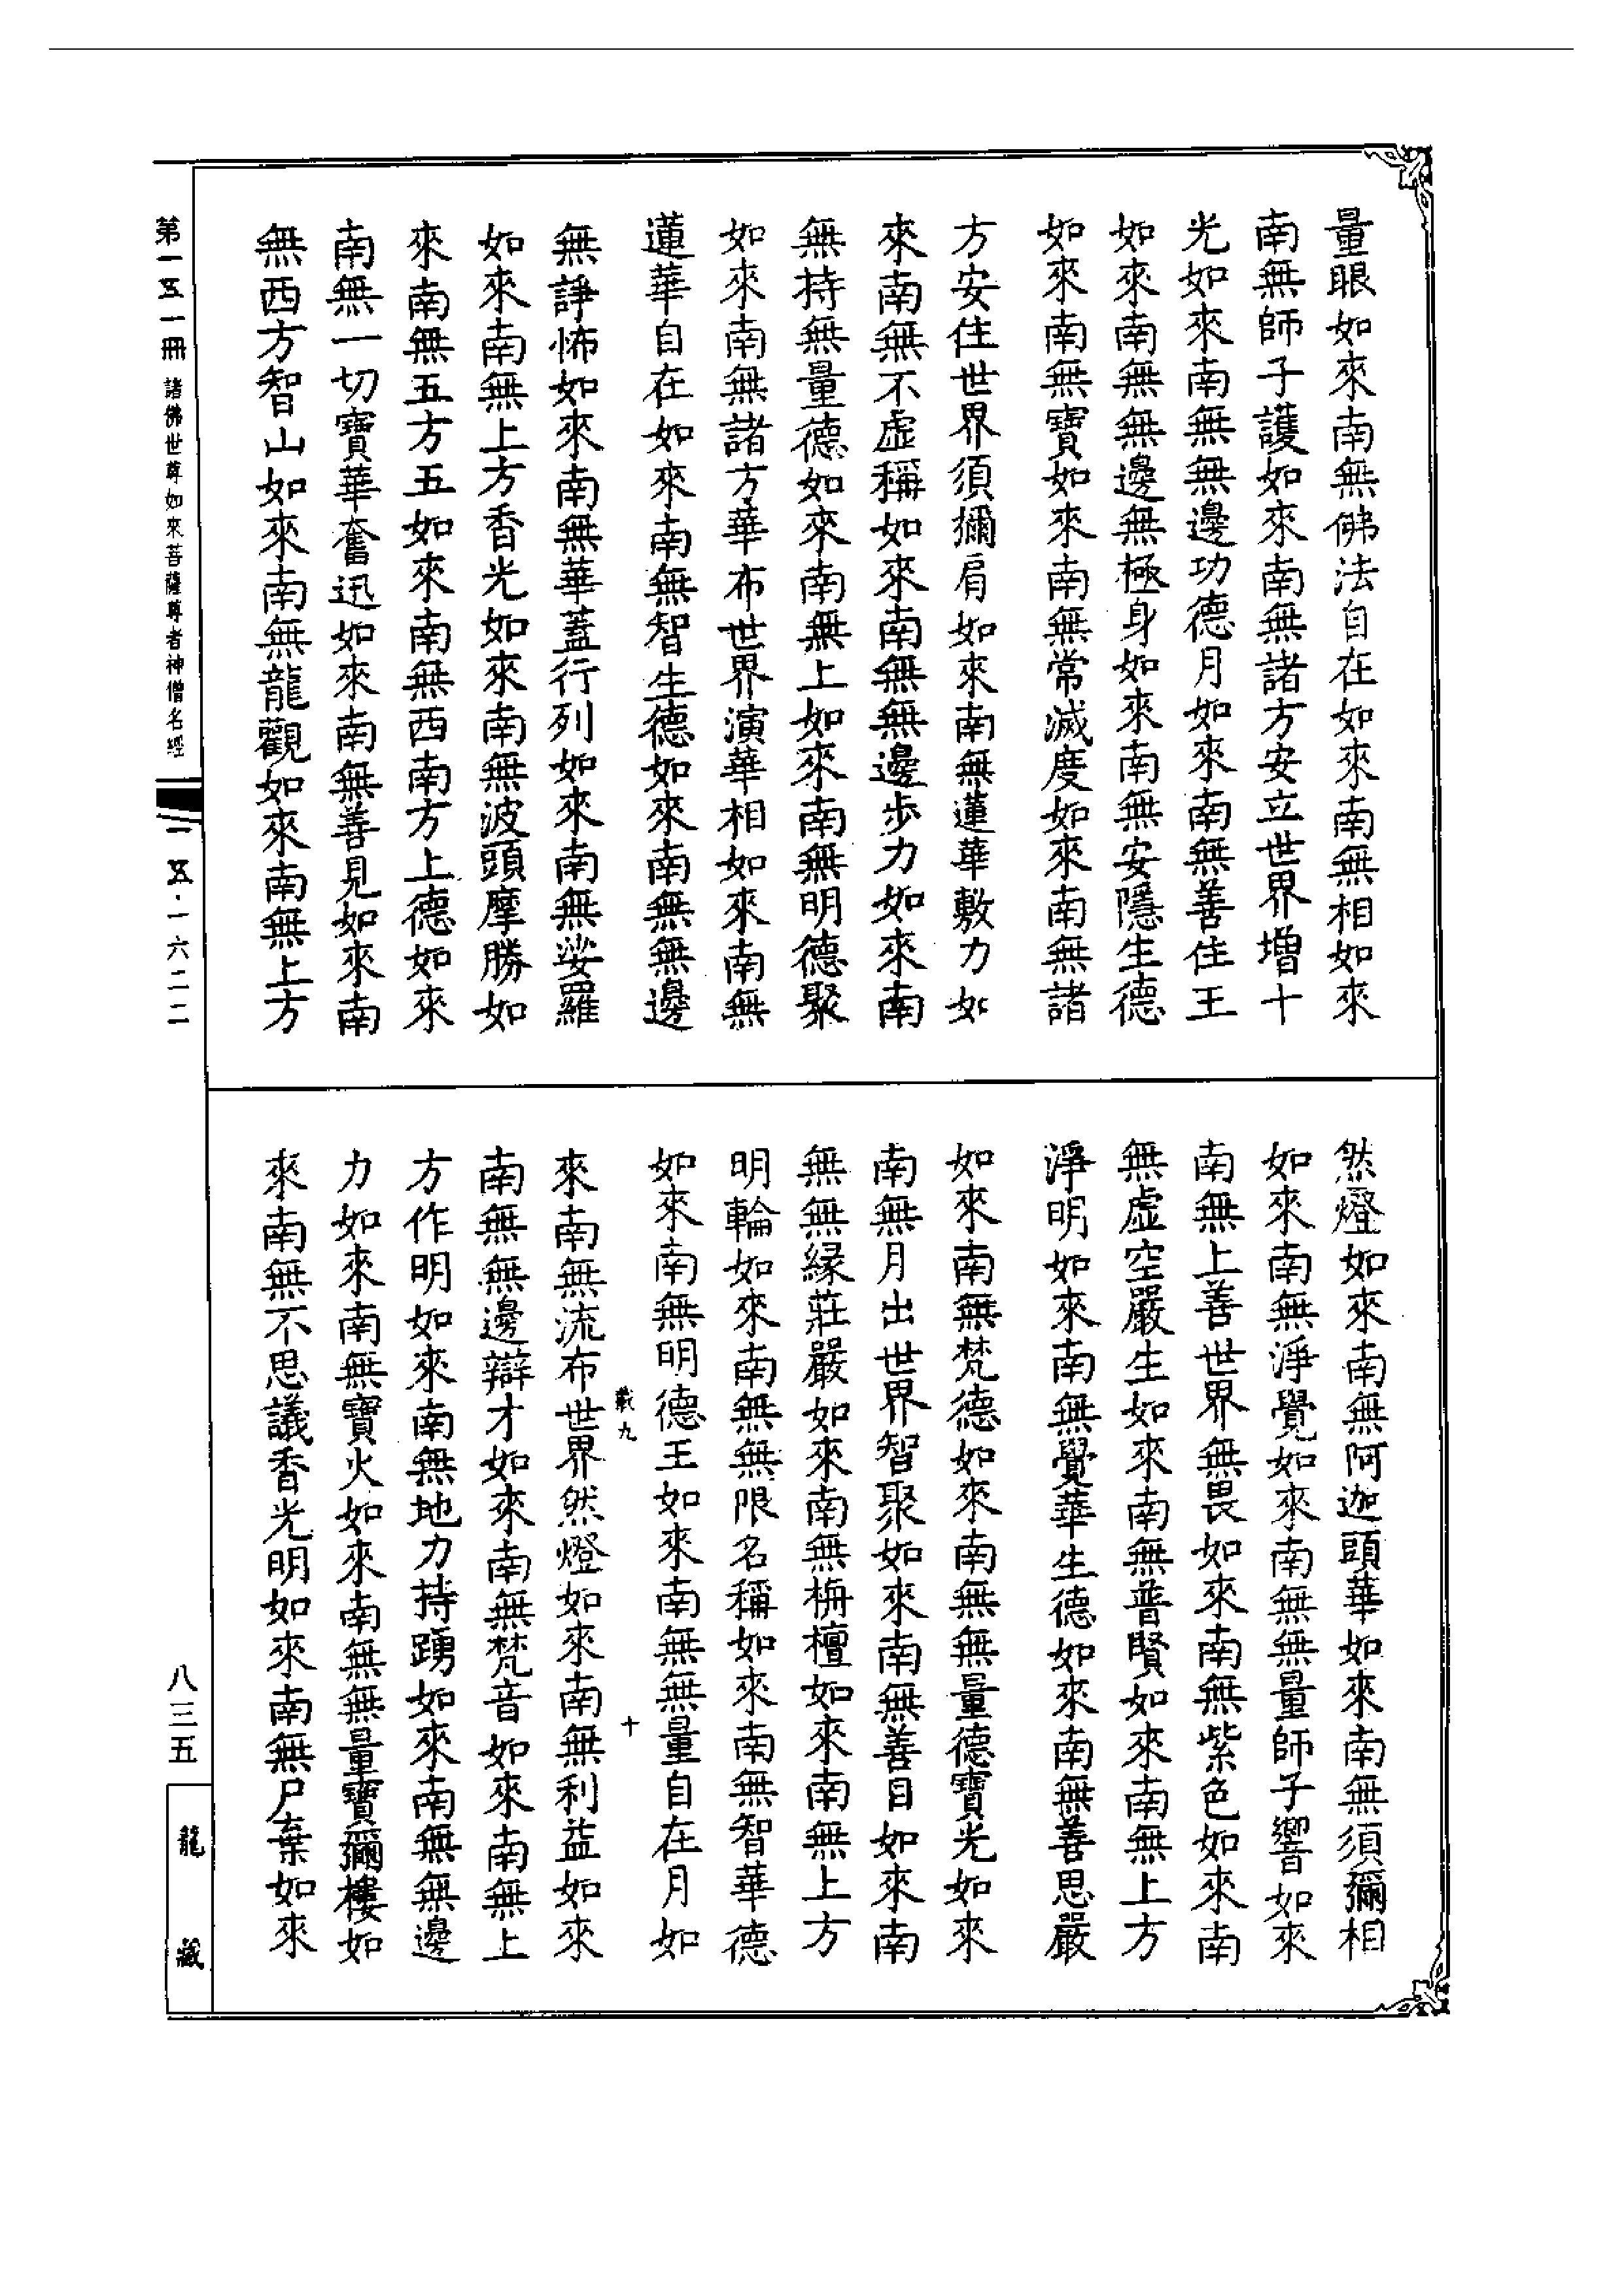 量眼如來南無佛法自在如來南無相如來
南無師子護如來南無諸方安立世界增十
光如來南無無邊功德月如來南無善住王
如來南無無邊無極身如來南無安隱生德
如來南無寶如來南無常滅度如來南無諸
方安住世界須彌肩如來南無蓮華敷力如
來南無不虛稱如來南無無邊步力如來南
無持無量德如來南無上如來南無明德聚
如來南無諸方華布世界演華相如來南無
蓮華自在如來南無智生德如來南無無邊
無諍怖如來南無華蓋行列如來南無娑羅
如來南無上方香光如來南無波頭摩勝如
來南無五方五如來南無西南方上德如來
南無一切寶華奮迅如來南無善見如來南
無西方智山如來南無龍觀如來南無上方
然燈如來南無阿迦頭華如來南無須彌相
如來南無淨覺如來南無無量師子響如來
南無上善世界無畏如來南無紫色如來南
無虛空嚴生如來南無普賢如來南無上方
淨明如來南無覺華生德如來南無善思嚴
如來南無梵德如來南無無量德寶光如來
南無月出世界智聚如來南無善目如來南
無無緣莊嚴如來南無栴檀如來南無上方
明輪如來南無無限名稱如來南無智華德
如來南無明德王如來南無無量自在月如
來南無流布世界然燈如來南無利益如來
南無無邊辯才如來南無梵音如來南無上
方作明如來南無地力持踴如來南無無邊
力如來南無寶火如來南無無量寶彌樓如
來南無不思議香光明如來南無尸棄如來
九
十
第一五一冊 諸佛世尊如來菩薩尊者神僧名經
一五·一六二二
八三五
龍藏